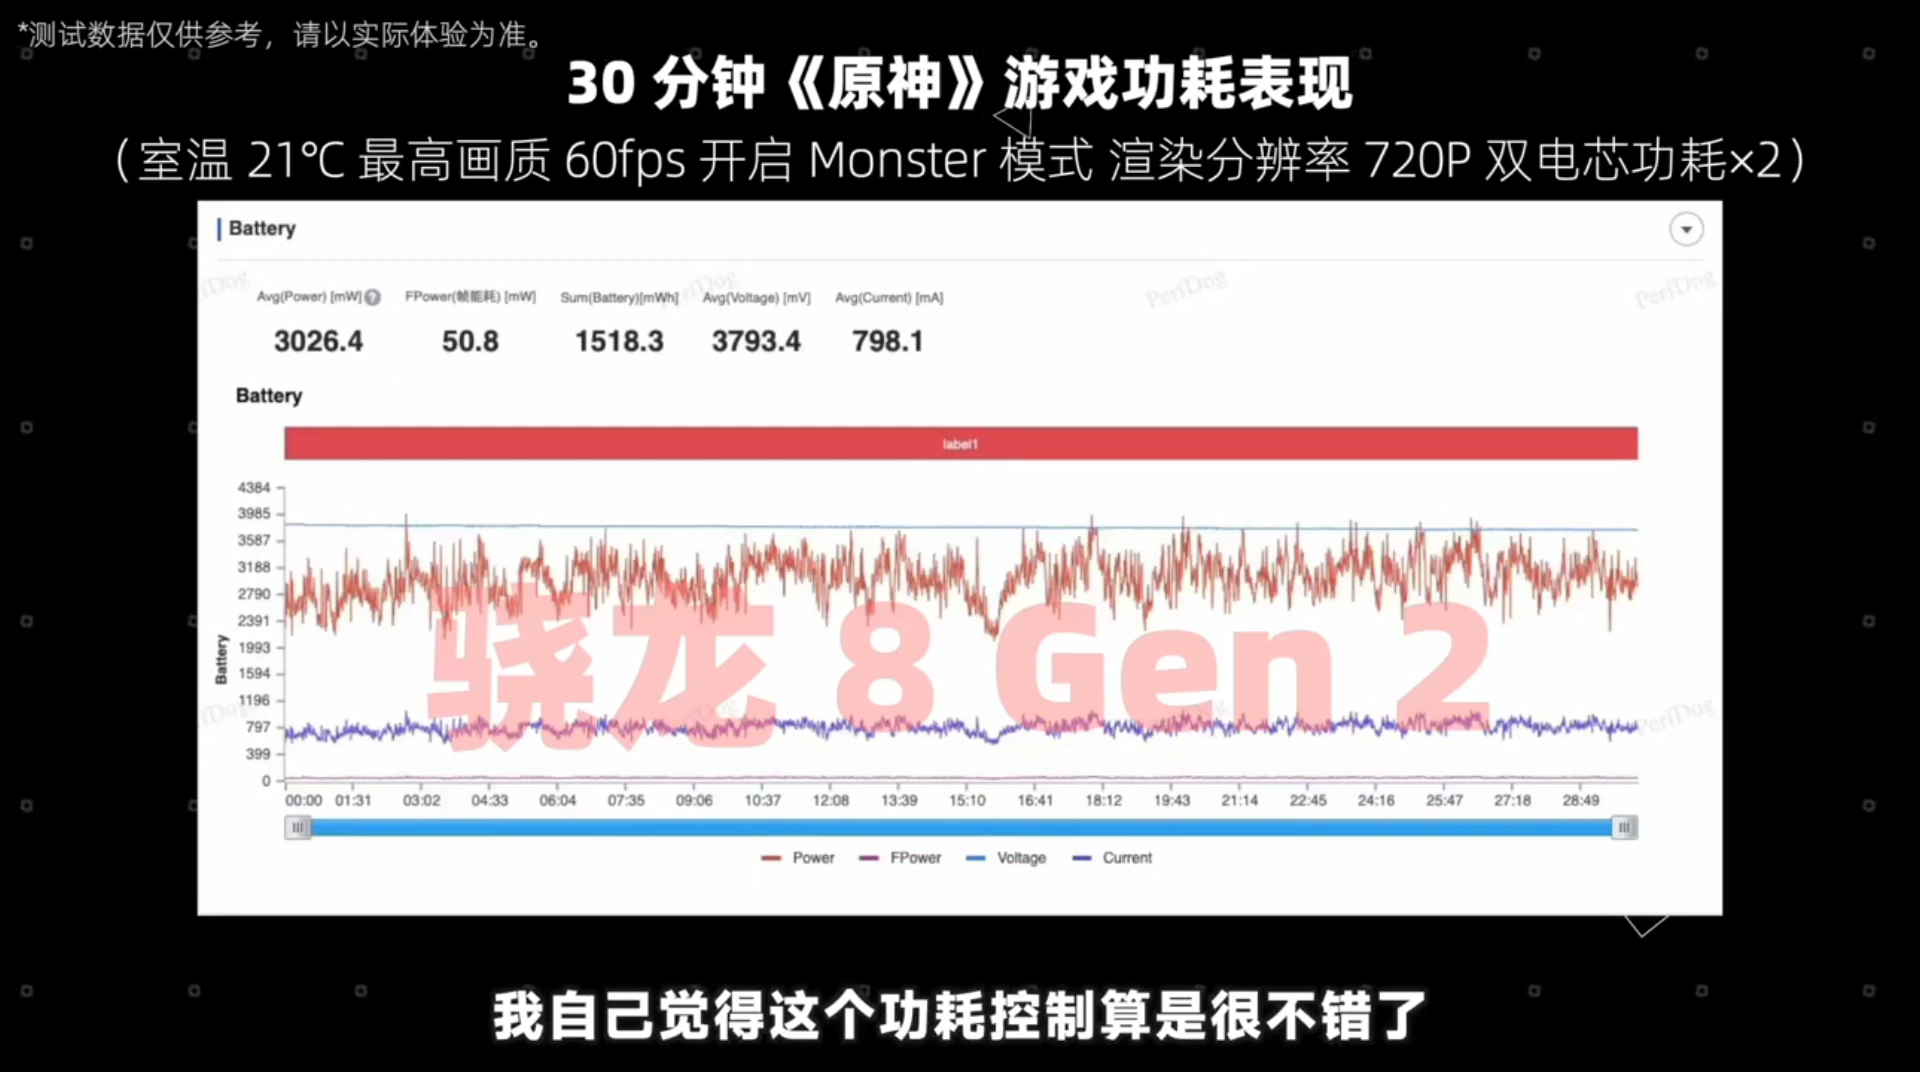 *测试数据仅供参考，请以实际体验为准。
30 分钟《原神》游戏功耗表现
（室温 21℃ 最高画质 60fps 开启 Monster 模式 渲染分辨率 720P 双电芯功耗×2）
Battery
PerfDog PerfDog PerfDog
Avg(Power) [mW] ? FPower(帧能耗) [mW] Sum(Battery)[mWh] Avg(Voltage) [mV] Avg(Current) [mA]
3026.4 50.8 1518.3 3793.4 798.1
Battery
label1
4384
3985
3587
3188
2790
2391
1993
1594
1196
797
399
0
Battery
骁龙 8 Gen 2
PerfDog
00:00 01:31 03:02 04:33 06:04 07:35 09:06 10:37 12:08 13:39 15:10 16:41 18:12 19:43 21:14 22:45 24:16 25:47 27:18 28:49
Power FPower Voltage Current
我自己觉得这个功耗控制算是很不错了